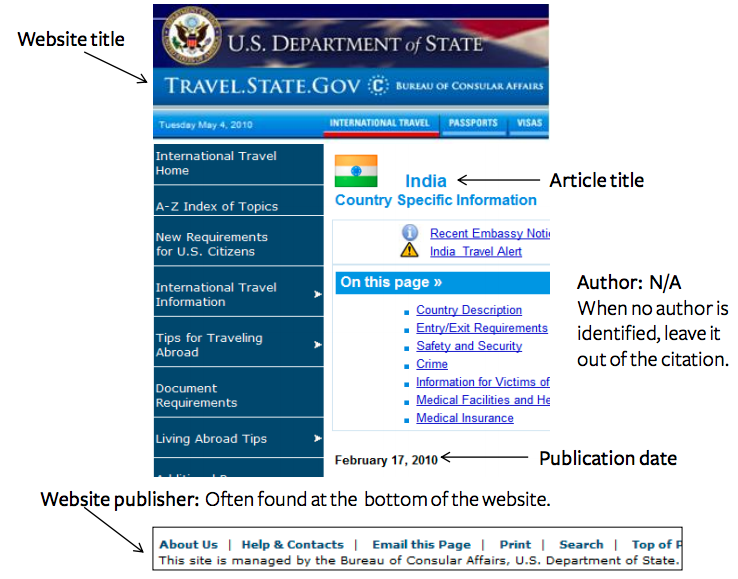 Website title
U.S. DEPARTMENT of STATE
TRAVEL.STATE.GOV C BUREAU OF CONSULAR AFFAIRS
Tuesday May 4, 2010
INTERNATIONAL TRAVEL PASSPORTS VISAS
International Travel
Home
A-Z Index of Topics
New Requirements
for U.S. Citizens
International Travel
Information
Tips for Traveling
Abroad
Document
Requirements
Living Abroad Tips
India
Article title
Country Specific Information
Recent Embassy
India Travel Alert
On this page »
Country Description
Entry/Exit Requirements
Safety and Security
Crime
Information for Victims of
Medical Facilities and
Medical Insurance
Author: N/A
When no author is
identified, leave it
out of the citation.
February 17, 2010
Publication date
Website publisher: Often found at the bottom of the website.
About Us | Help & Contacts | Email this Page | Print | Search | Top of
This site is managed by the Bureau of Consular Affairs, U.S. Department of State.